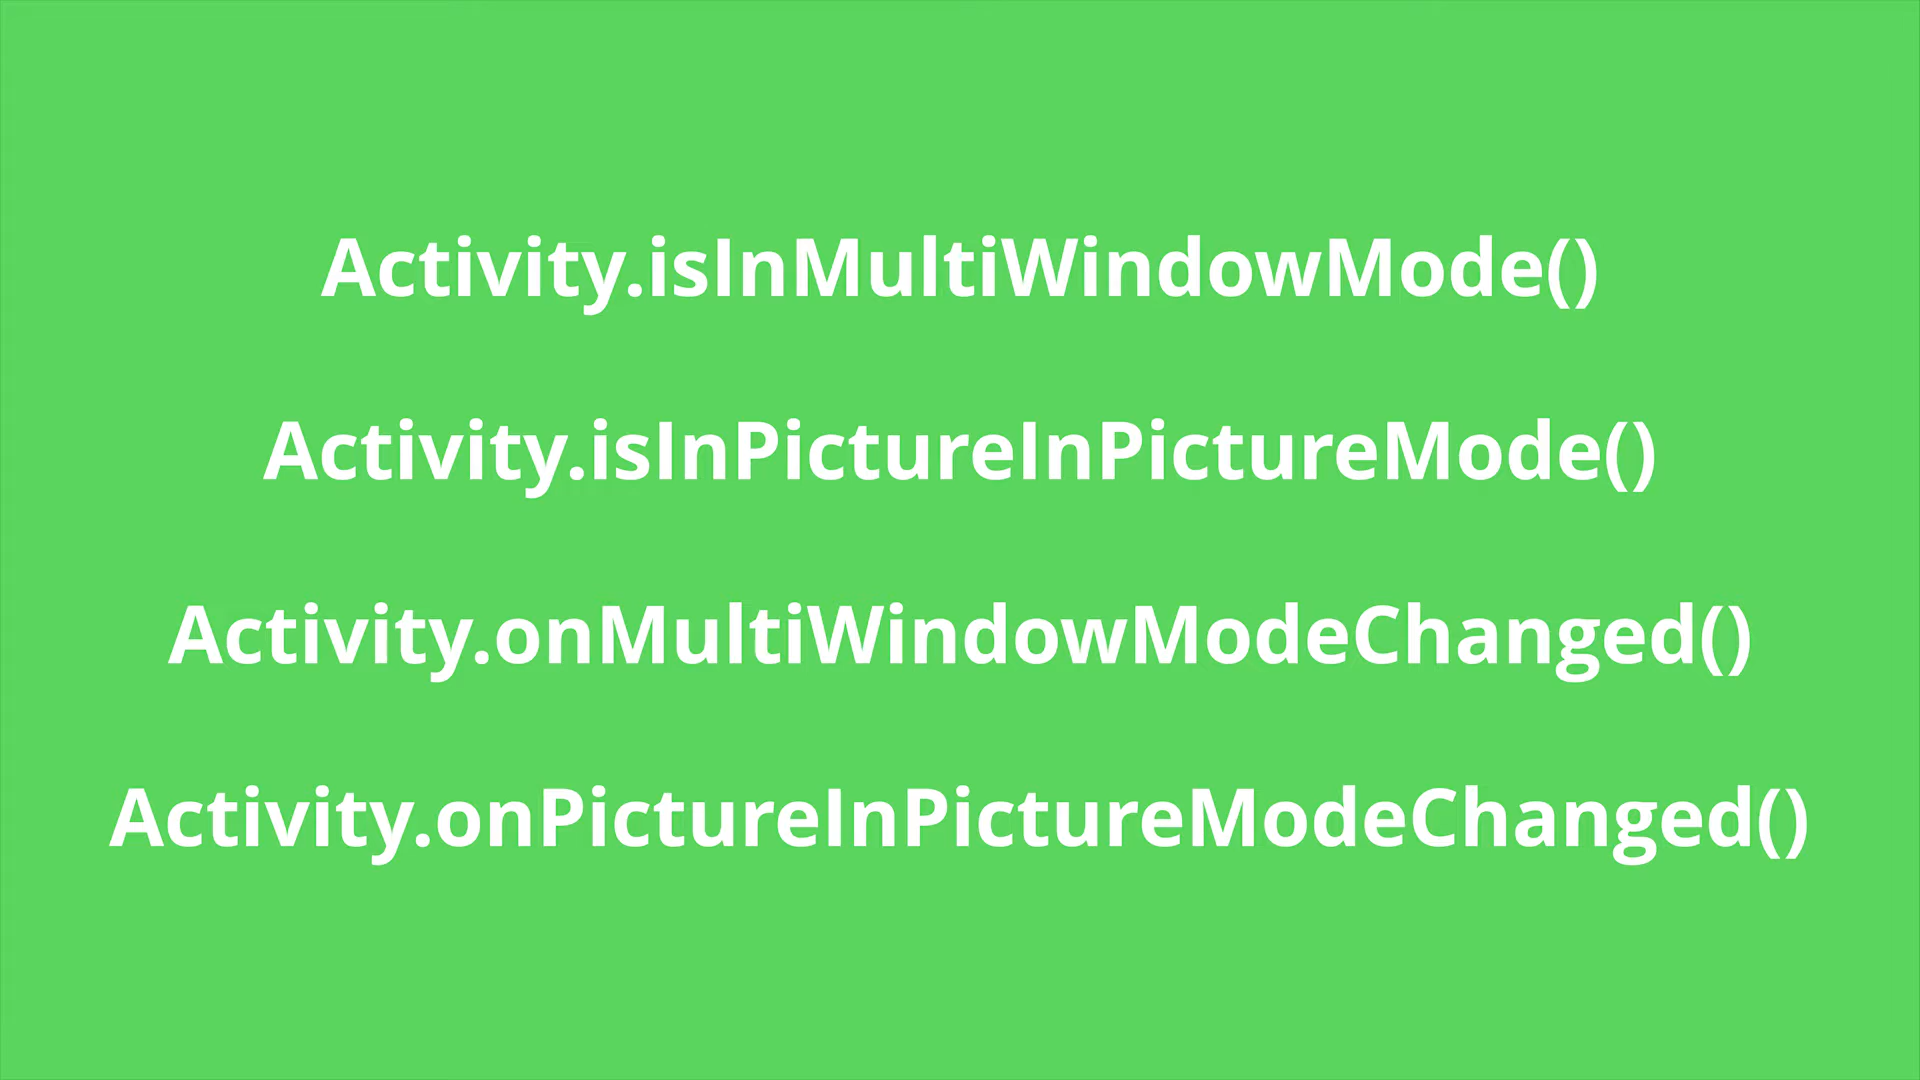 Activity.isInMultiWindowMode()
Activity.isInPictureInPictureMode()
Activity.onMultiWindowModeChanged()
Activity.onPictureInPictureModeChanged()